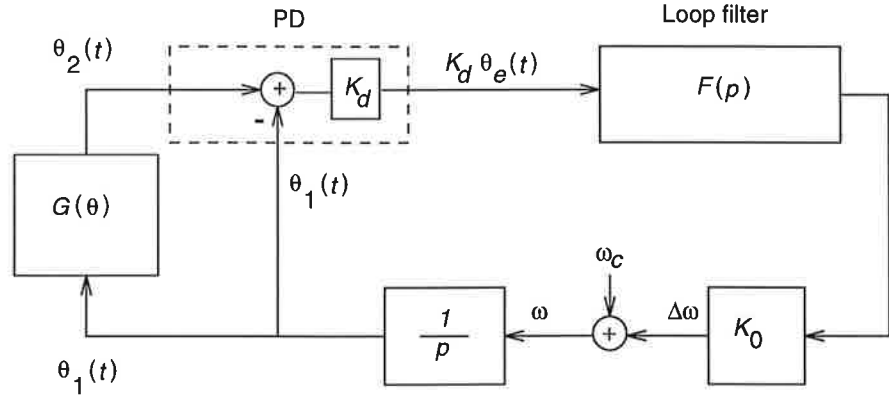 PD
Loop filter
θ2(t)
+
-
Kd
Kd θe(t)
F(p)
G(θ)
θ1(t)
ωc
1
p
ω
+
Δω
K0
θ1(t)